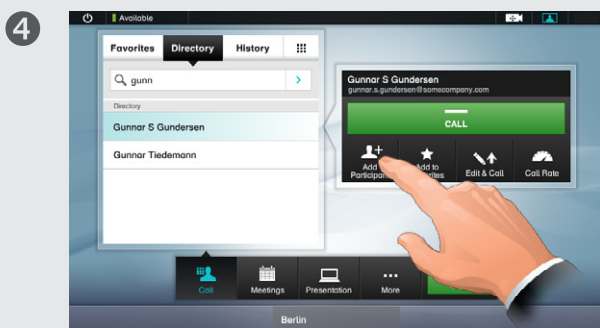 4
Available
Favorites Directory History
gunn
Directory
Gunnar S Gundersen
Gunnar Tiedemann
Gunnar S Gundersen
gunnar.s.gundersen@somecompany.com
CALL
Add
Add to
Edit & Call
Call Rate
Call
Meetings
Presentation
More
Berlin